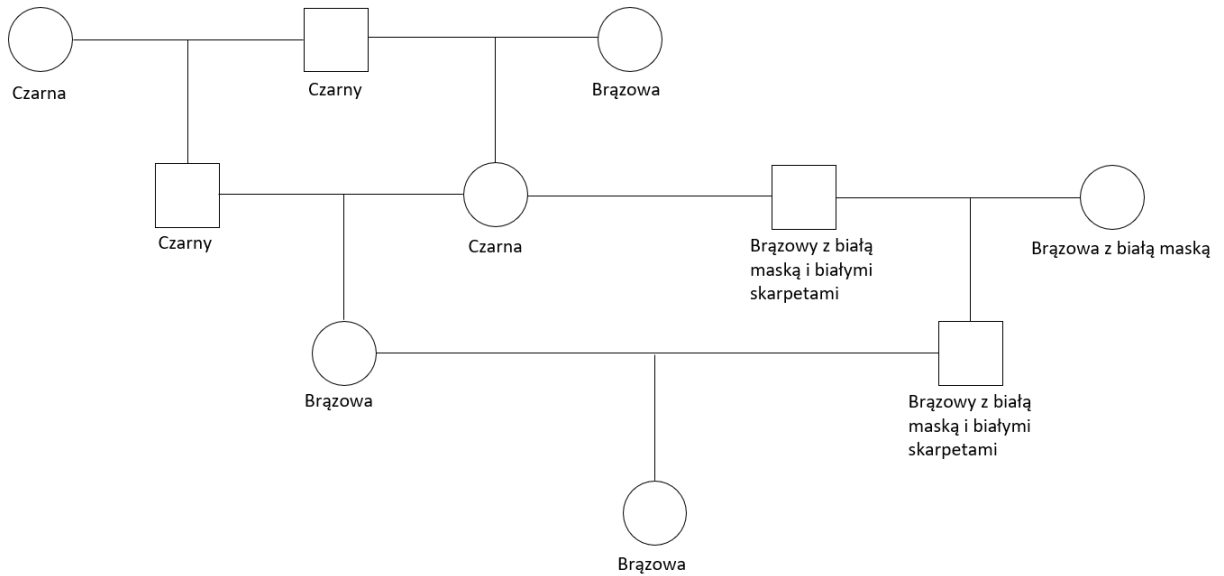 Czarna
Czarny
Brązowa
Czarny
Czarna
Brązowy z białą
maską i białymi
skarpetami
Brązowa z białą maską
Brązowa
Brązowy z białą
maską i białymi
skarpetami
Brązowa